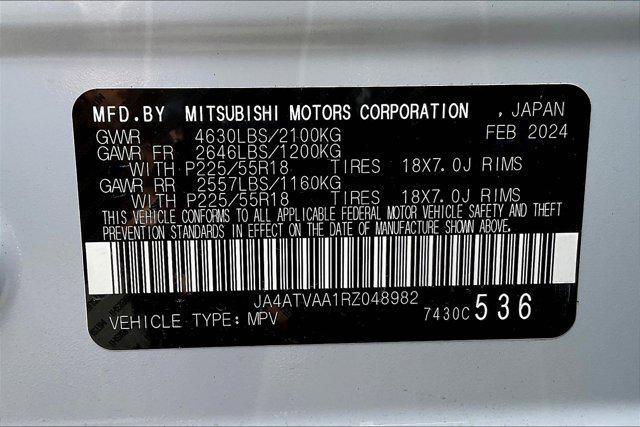 MFD.BY MITSUBISHI MOTORS CORPORATION , JAPAN
GVWR 4630LBS/2100KG FEB 2024
GAWR FR 2646LBS/1200KG
WITH P225/55R18 TIRES 18X7.0J RIMS
GAWR RR 2557LBS/1160KG
WITH P225/55R18 TIRES 18X7.0J RIMS
THIS VEHICLE CONFORMS TO ALL APPLICABLE FEDERAL MOTOR VEHICLE SAFETY AND THEFT
PREVENTION STANDARDS IN EFFECT ON THE DATE OF MANUFACTURE SHOWN ABOVE.
JA4ATVAA1RZ048982
VEHICLE TYPE: MPV 7430C 536